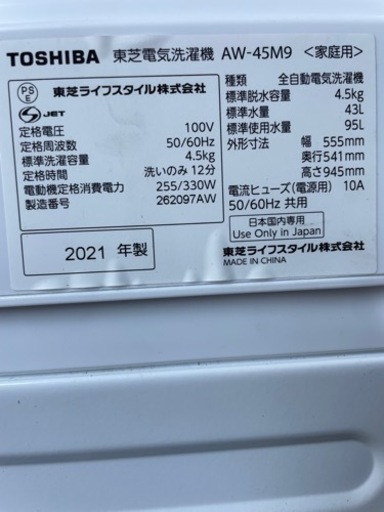 TOSHIBA 東芝電気洗濯機 AW-45M9 <家庭用>
PS
E
東芝ライフスタイル株式会社
S JET
定格電圧 100V
定格周波数 50/60Hz
標準洗濯容量 4.5kg
定格時間 洗いのみ 12分
電動機定格消費電力 255/330W
製造番号 262097AW
2021 年製
種類 全自動電気洗濯機
標準脱水容量 4.5kg
標準水量 43L
標準使用水量 95L
外形寸法 幅 555mm
奥行541mm
高さ945mm
電流ヒューズ(電源用) 10A
50/60Hz 共用
日本国内専用
Use Only in Japan
東芝ライフスタイル株式会社
MADE IN CHINA